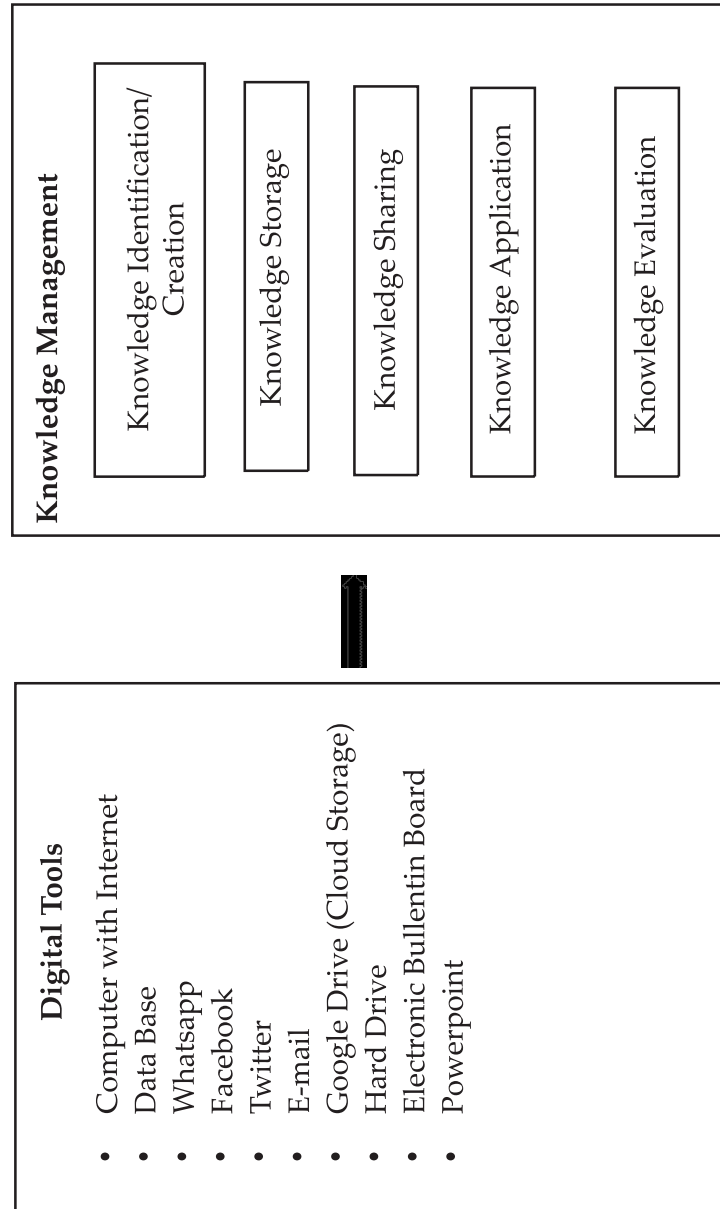 Digital Tools
• Computer with Internet
• Data Base
• Whatsapp
• Facebook
• Twitter
• E-mail
• Google Drive (Cloud Storage)
• Hard Drive
• Electronic Bullentin Board
• Powerpoint
Knowledge Management
Knowledge Identification/
Creation
Knowledge Storage
Knowledge Sharing
Knowledge Application
Knowledge Evaluation